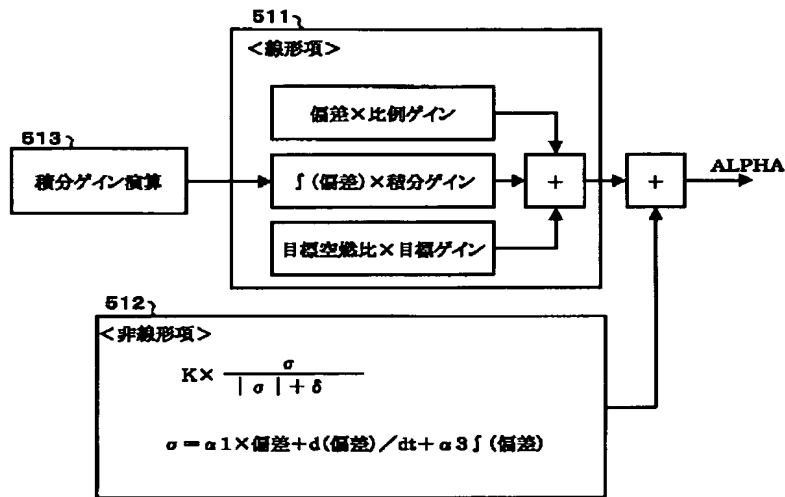 511
<線形項>
偏差×比例ゲイン
513
積分ゲイン演算
∫(偏差)×積分ゲイン
+
+
ALPHA
目標空燃比×目標ゲイン
512
<非線形項>
K× σ / |σ|+δ
σ=α1×偏差+d(偏差)/dt+α3∫(偏差)